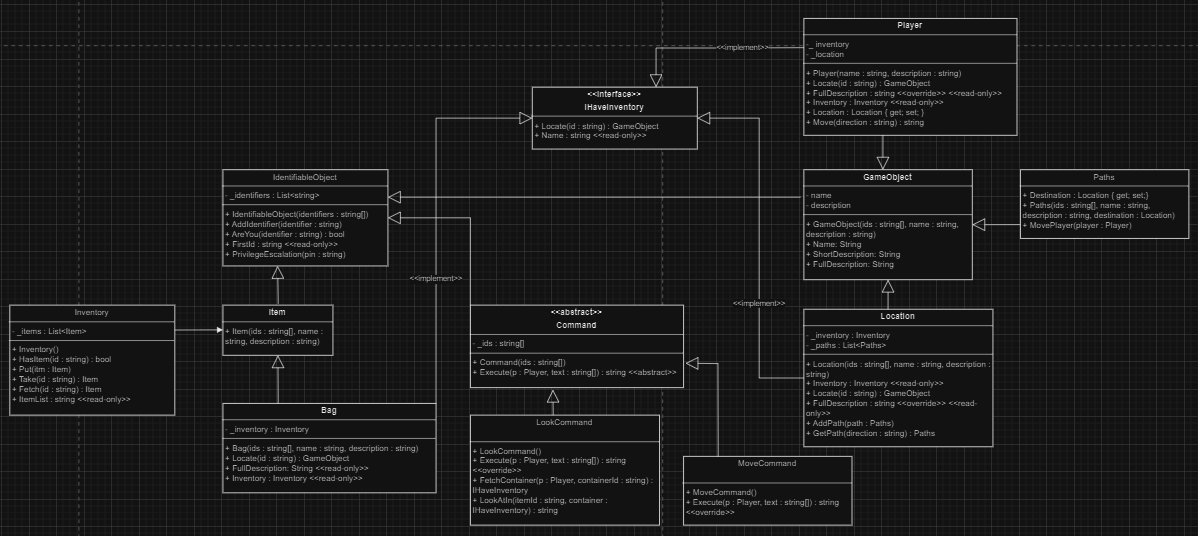 Player
- _ inventory
- _location
+ Player(name : string, description : string)
+ Locate(id : string) : GameObject
+ FullDescription : string <<override>> <<read-only>>
+ Inventory : Inventory <<read-only>>
+ Location : Location { get; set; }
+ Move(direction : string) : string
<<implement>>
<<Interface>>
IHaveInventory
+ Locate(id : string) : GameObject
+ Name : string <<read-only>>
IdentifiableObject
- _identifiers : List<string>
+ IdentifiableObject(identifiers : string[])
+ AddIdentifier(identifier : string)
+ AreYou(identifier : string) : bool
+ FirstId : string <<read-only>>
+ PrivilegeEscalation(pin : string)
GameObject
- name
- description
+ GameObject(ids : string[], name : string,
description : string)
+ Name: String
+ ShortDescription: String
+ FullDescription: String
Paths
+ Destination : Location { get; set;}
+ Paths(ids : string[], name : string,
description : string, destination : Location)
+ MovePlayer(player : Player)
<<implement>>
<<implement>>
Inventory
- _items : List<Item>
+ Inventory()
+ HasItem(id : string) : bool
+ Put(itm : Item)
+ Take(id : string) : Item
+ Fetch(id : string) : Item
+ ItemList : string <<read-only>>
Item
+ Item(ids : string[], name :
string, description : string)
<<abstract>>
Command
- _ids : string[]
+ Command(ids : string[])
+ Execute(p : Player, text : string[]) : string <<abstract>>
Location
- _inventory : Inventory
- _paths : List<Paths>
+ Location(ids : string[], name : string, description :
string)
+ Inventory : Inventory <<read-only>>
+ Locate(id : string) : GameObject
+ FullDescription : string <<override>> <<read-
only>>
+ AddPath(path : Paths)
+ GetPath(direction : string) : Paths
Bag
- _inventory : Inventory
+ Bag(ids : string[], name : string, description : string)
+ Locate(id : string) : GameObject
+ FullDescription: String <<read-only>>
+ Inventory : Inventory <<read-only>>
LookCommand
+ LookCommand()
+ Execute(p : Player, text : string[]) : string
<<override>>
+ FetchContainer(p : Player, containerId : string) :
IHaveInventory
+ LookAtIn(itemId : string, container :
IHaveInventory) : string
MoveCommand
+ MoveCommand()
+ Execute(p : Player, text : string[]) : string
<<override>>